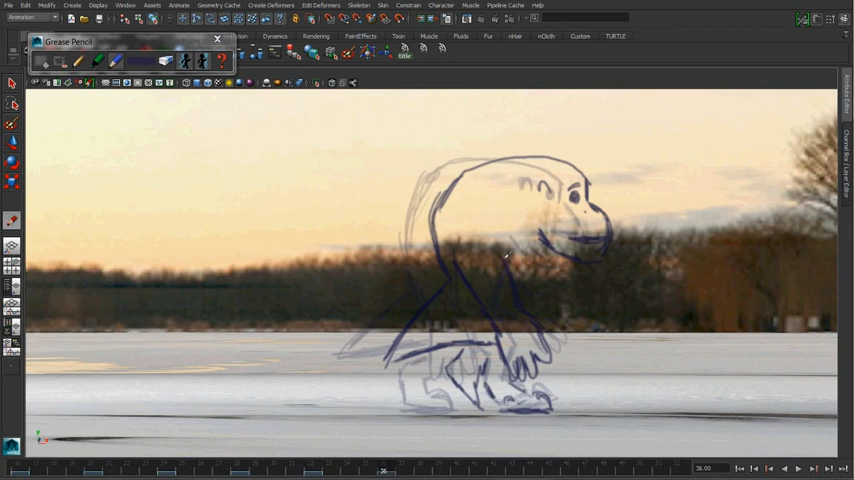 File Edit Modify Create Display Window Assets Animate Geometry Cache Create Deformers Edit Deformers Skeleton Skin Constrain Character Muscle Pipeline Cache Help
Animation
Dynamics Rendering PaintEffects Toon Muscle Fluids Fur nHair nCloth Custom TURTLE
Grease Pencil
title
Attribute Editor
Channel Box / Layer Editor
36
36.00